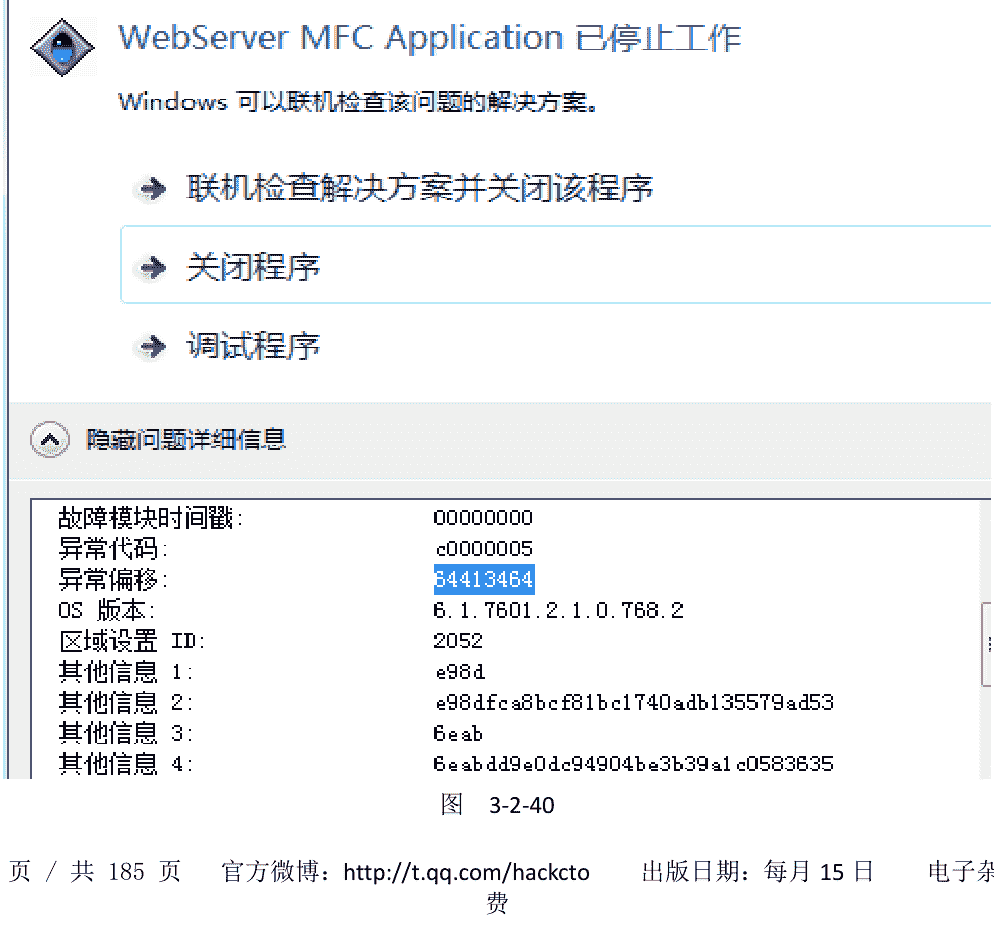 WebServer MFC Application 已停止工作
Windows 可以联机检查该问题的解决方案。
联机检查解决方案并关闭该程序
关闭程序
调试程序
隐藏问题详细信息
故障模块时间戳: 00000000
异常代码: c0000005
异常偏移: 64413464
OS 版本: 6.1.7601.2.1.0.768.2
区域设置 ID: 2052
其他信息 1: e98d
其他信息 2: e98dfca8bcf81bc1740adb135579ad53
其他信息 3: 6eab
其他信息 4: 6eabdd9e0dc94904be3b39a1c0583635
图 3-2-40
页 / 共 185 页 官方微博：http://t.qq.com/hackcto 出版日期：每月 15 日 电子杂
费